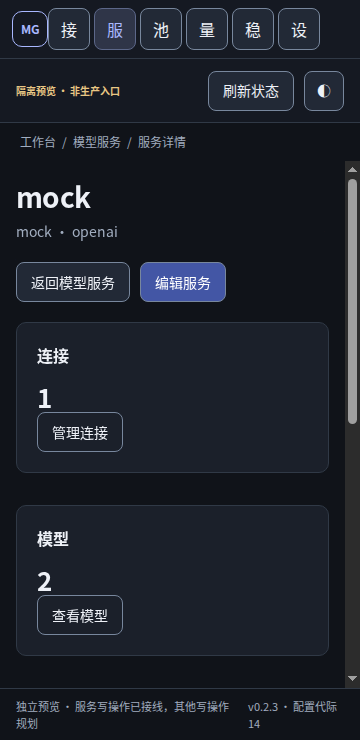 MG 接 服 池 量 稳 设
隔离预览 · 非生产入口 刷新状态
工作台 / 模型服务 / 服务详情
mock
mock · openai
返回模型服务 编辑服务
连接
1
管理连接
模型
2
查看模型
独立预览 · 服务写操作已接线，其他写操作
规划
v0.2.3 · 配置代际
14